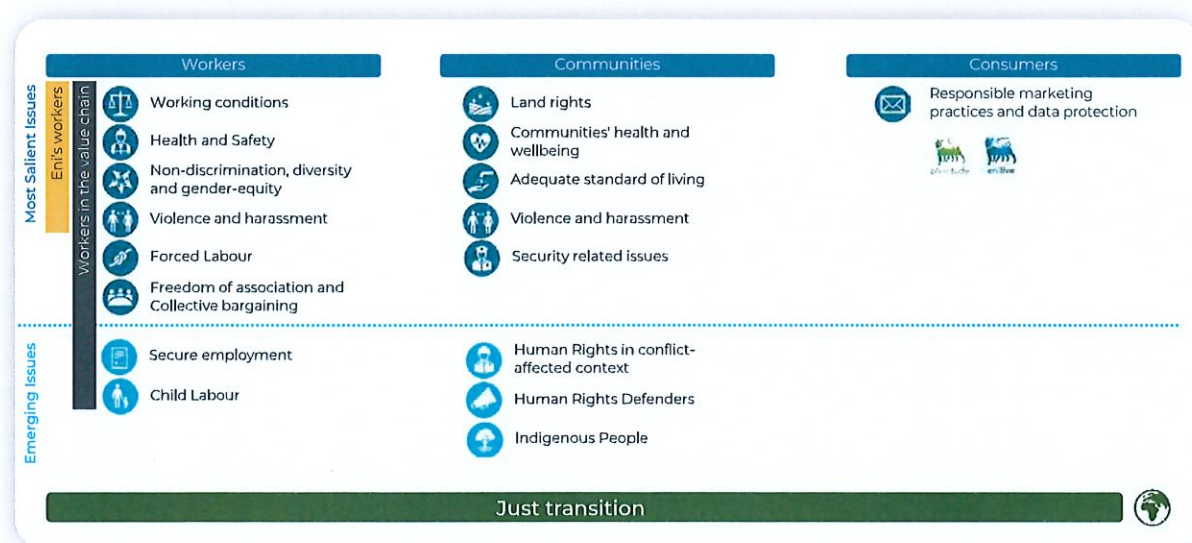 Workers
Communities
Consumers
Most Salient Issues
Eni's workers
Workers in the value chain
Working conditions
Health and Safety
Non-discrimination, diversity
and gender-equity
Violence and harassment
Forced Labour
Freedom of association and
Collective bargaining
Land rights
Communities' health and
wellbeing
Adequate standard of living
Violence and harassment
Security related issues
Responsible marketing
practices and data protection
Emerging Issues
Secure employment
Child Labour
Human Rights in conflict-
affected context
Human Rights Defenders
Indigenous People
Just transition